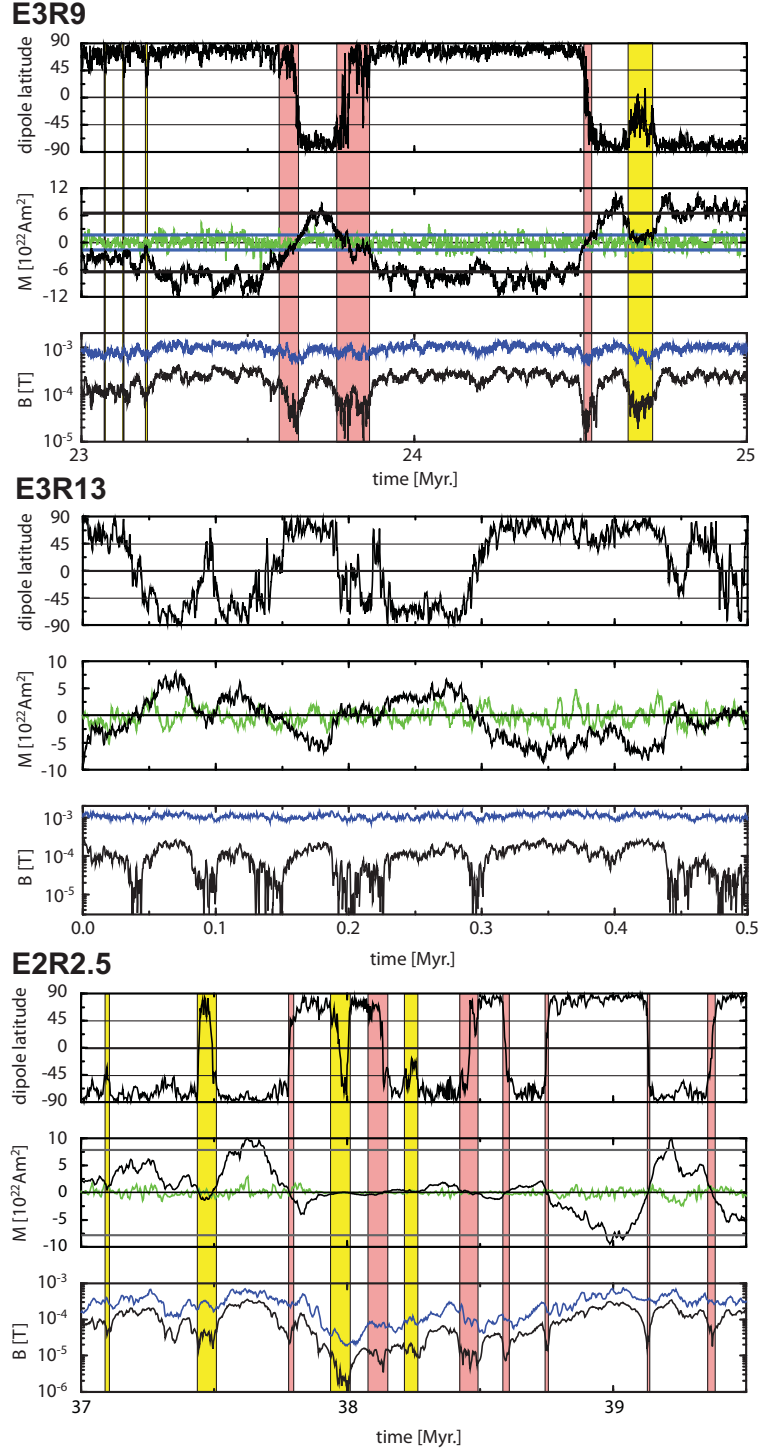 E3R9
dipole latitude
90
45
0
-45
-90
M [10²²Am²]
12
6
0
-6
-12
B [T]
10⁻³
10⁻⁴
10⁻⁵
23 24 25
time [Myr.]
E3R13
dipole latitude
90
45
0
-45
-90
M [10²²Am²]
10
5
0
-5
-10
B [T]
10⁻³
10⁻⁴
10⁻⁵
0.0 0.1 0.2 0.3 0.4 0.5
time [Myr.]
E2R2.5
dipole latitude
90
45
0
-45
-90
M [10²²Am²]
10
5
0
-5
-10
B [T]
10⁻³
10⁻⁴
10⁻⁵
10⁻⁶
37 38 39
time [Myr.]